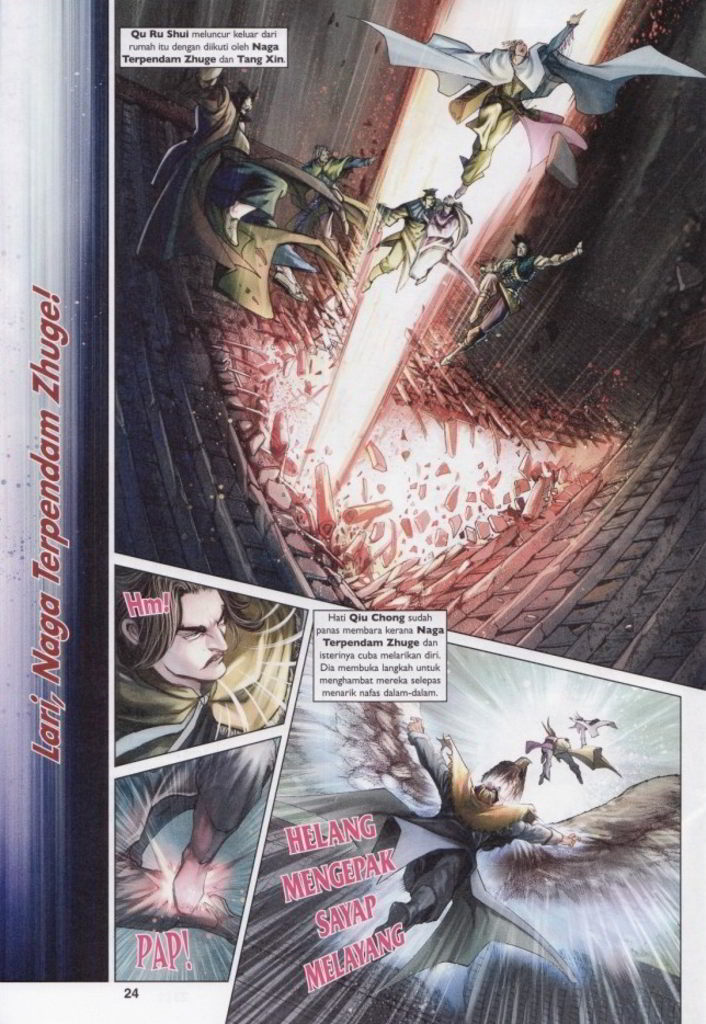 Qu Ru Shui meluncur keluar dari
rumah itu dengan diikuti oleh Naga
Terpendam Zhuge dan Tang Xin.
Lari, Naga Terpendam Zhuge!
Hm!
Hati Qiu Chong sudah
panas membara kerana Naga
Terpendam Zhuge dan
isterinya cuba melarikan diri.
Dia membuka langkah untuk
menghambat mereka selepas
menarik nafas dalam-dalam.
PAP!
HELANG
MENGEPAK
SAYAP
MELAYANG
24